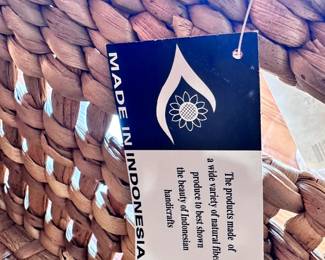 MADE IN INDONESIA
The products made of
a wide variety of natural fibe
produce to best shown
the beauty of Indonesian
handicrafts